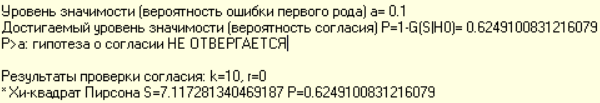 Уровень значимости (вероятность ошибки первого рода) a= 0.1
Достигаемый уровень значимости (вероятность согласия) P=1-G(S|H0)= 0.6249100831216079
P>a: гипотеза о согласии НЕ ОТВЕРГАЕТСЯ
Результаты проверки согласия: k=10, r=0
*Хи-квадрат Пирсона S=7.117281340469187 P=0.6249100831216079